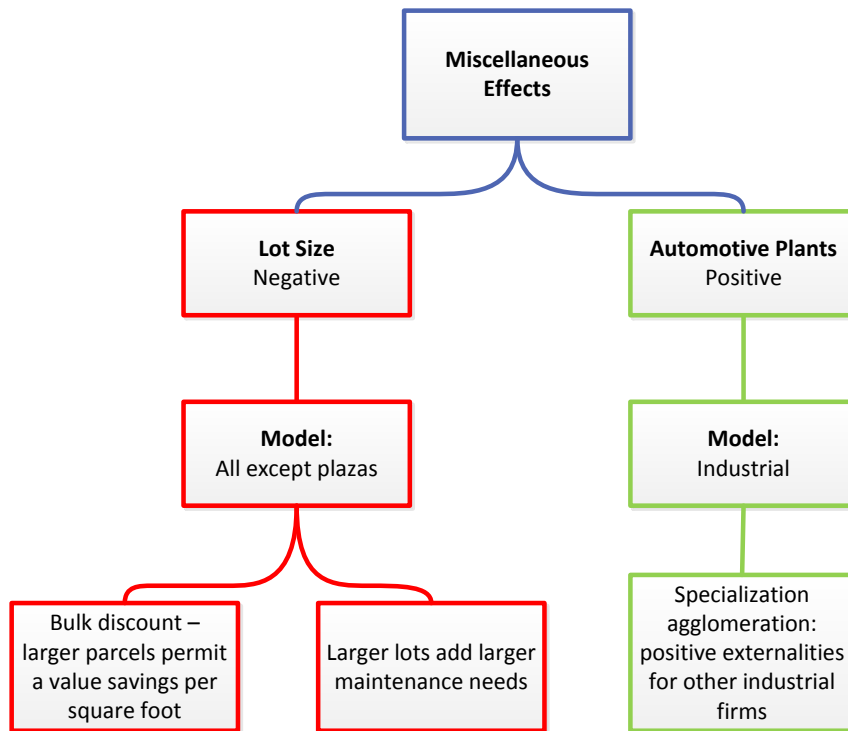 Miscellaneous
Effects
Lot Size
Negative
Automotive Plants
Positive
Model:
All except plazas
Model:
Industrial
Bulk discount –
larger parcels permit
a value savings per
square foot
Larger lots add larger
maintenance needs
Specialization
agglomeration:
positive externalities
for other industrial
firms